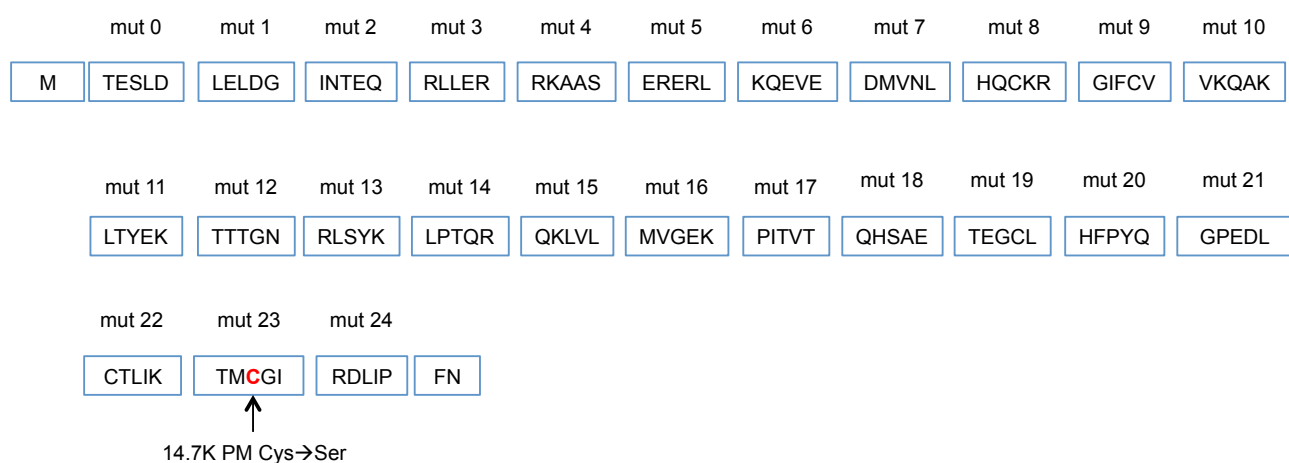 mut 0 mut 1 mut 2 mut 3 mut 4 mut 5 mut 6 mut 7 mut 8 mut 9 mut 10
M TESLD LELDG INTEQ RLLER RKAAS ERERL KQEVE DMVNL HQCKR GIFCV VKQAK
mut 11 mut 12 mut 13 mut 14 mut 15 mut 16 mut 17 mut 18 mut 19 mut 20 mut 21
LTYEK TTTGN RLSYK LPTQR QKLVL MVGEK PITVT QHSAE TEGCL HFPYQ GPEDL
mut 22 mut 23 mut 24
CTLIK TMCGI RDLIP FN
14.7K PM Cys→Ser